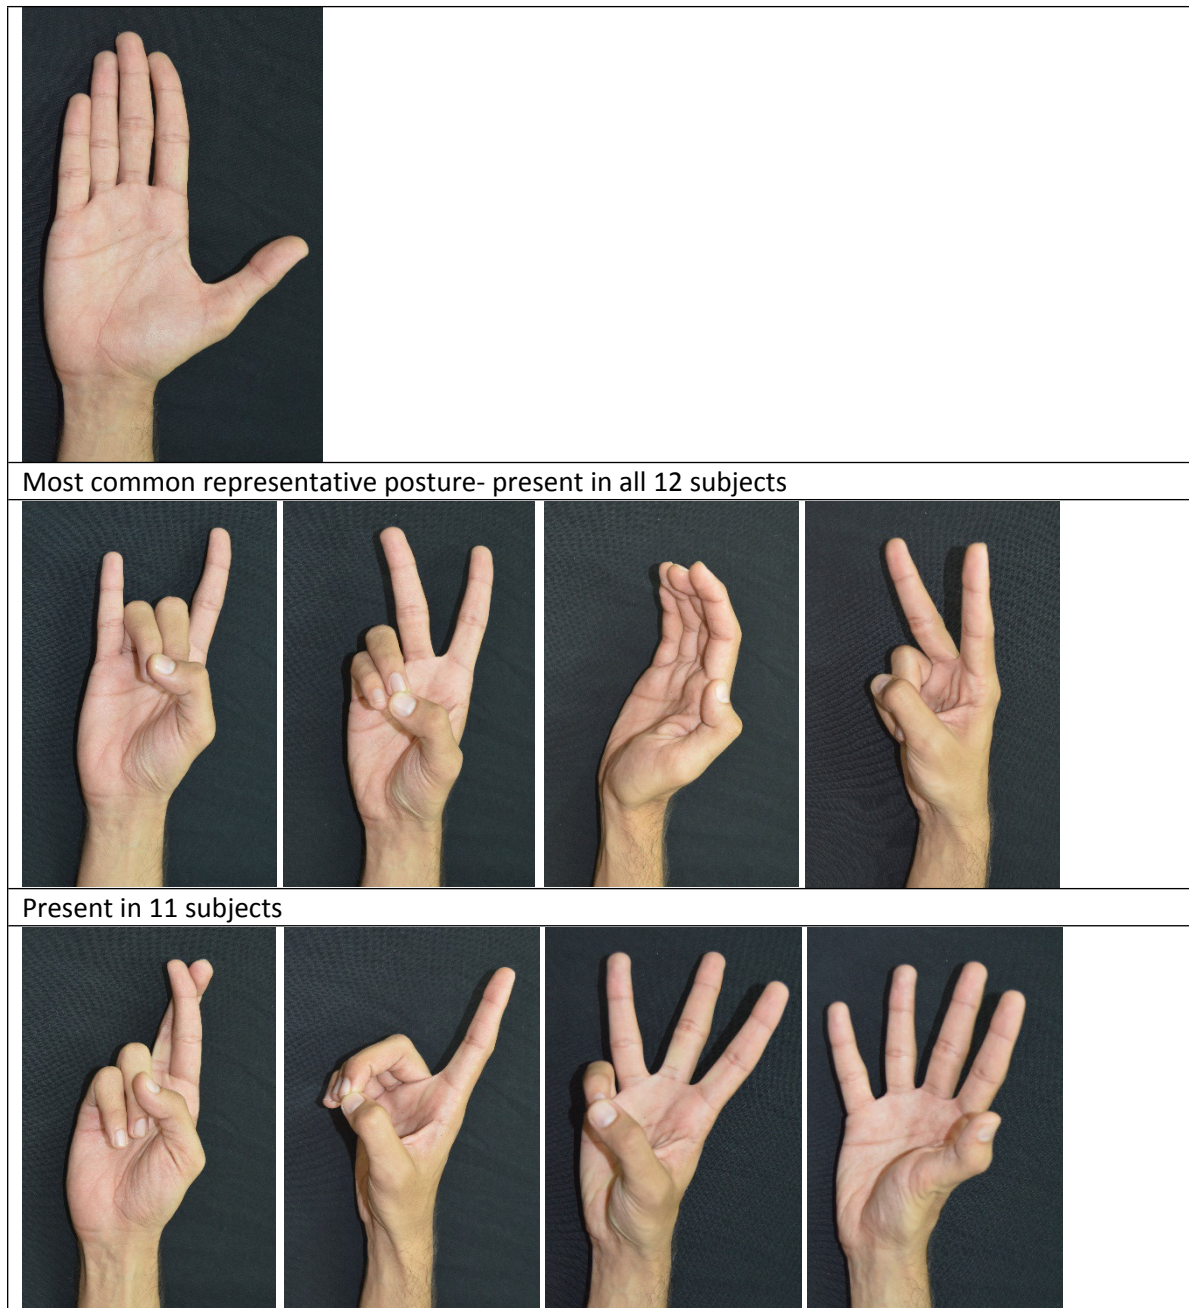 Most common representative posture- present in all 12 subjects
Present in 11 subjects